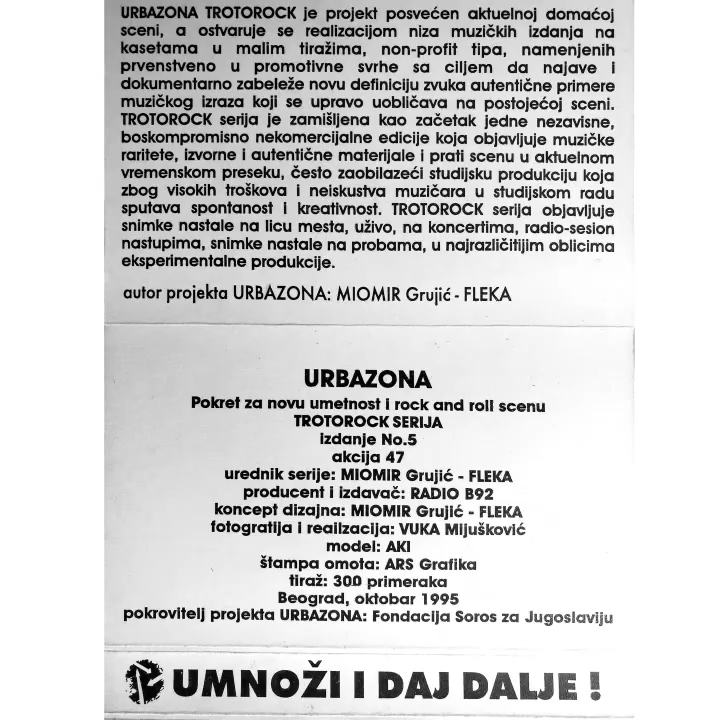 URBAZONA TROTOROCK je projekt posvećen aktuelnoj domaćoj
sceni, a ostvaruje se realizacijom niza muzičkih izdanja na
kasetama u malim tiražima, non-profit tipa, namenjenih
prvenstveno u promotivne svrhe sa ciljem da najave i
dokumentarno zabeleže novu definiciju zvuka autentične primere
muzičkog izraza koji se upravo uobličava na postojećoj sceni.
TROTOROCK serija je zamišljena kao začetak jedne nezavisne,
boskompromisno nekomercijalne edicije koja objavljuje muzičke
raritete, izvorne i autentične materijale i prati scenu u aktuelnom
vremenskom preseku, često zaobilazeći studijsku produkciju koja
zbog visokih troškova i neiskustva muzičara u studijskom radu
sputava spontanost i kreativnost. TROTOROCK serija objavljuje
snimke nastale na licu mesta, uživo, na koncertima, radio-sesion
nastupima, snimke nastale na probama, u najrazličitijim oblicima
eksperimentalne produkcije.
autor projekta URBAZONA: MIOMIR Grujić - FLEKA
URBAZONA
Pokret za novu umetnost i rock and roll scenu
TROTOROCK SERIJA
izdanje No.5
akcija 47
urednik serije: MIOMIR Grujić - FLEKA
producent i izdavač: RADIO B92
koncept dizajna: MIOMIR Grujić - FLEKA
fotografija i realizacija: VUKA Mijušković
model: AKI
štampa omota: ARS Grafika
tiraž: 300 primeraka
Beograd, oktobar 1995
pokrovitelj projekta URBAZONA: Fondacija Soros za Jugoslaviju
UMNOŽI I DAJ DALJE !